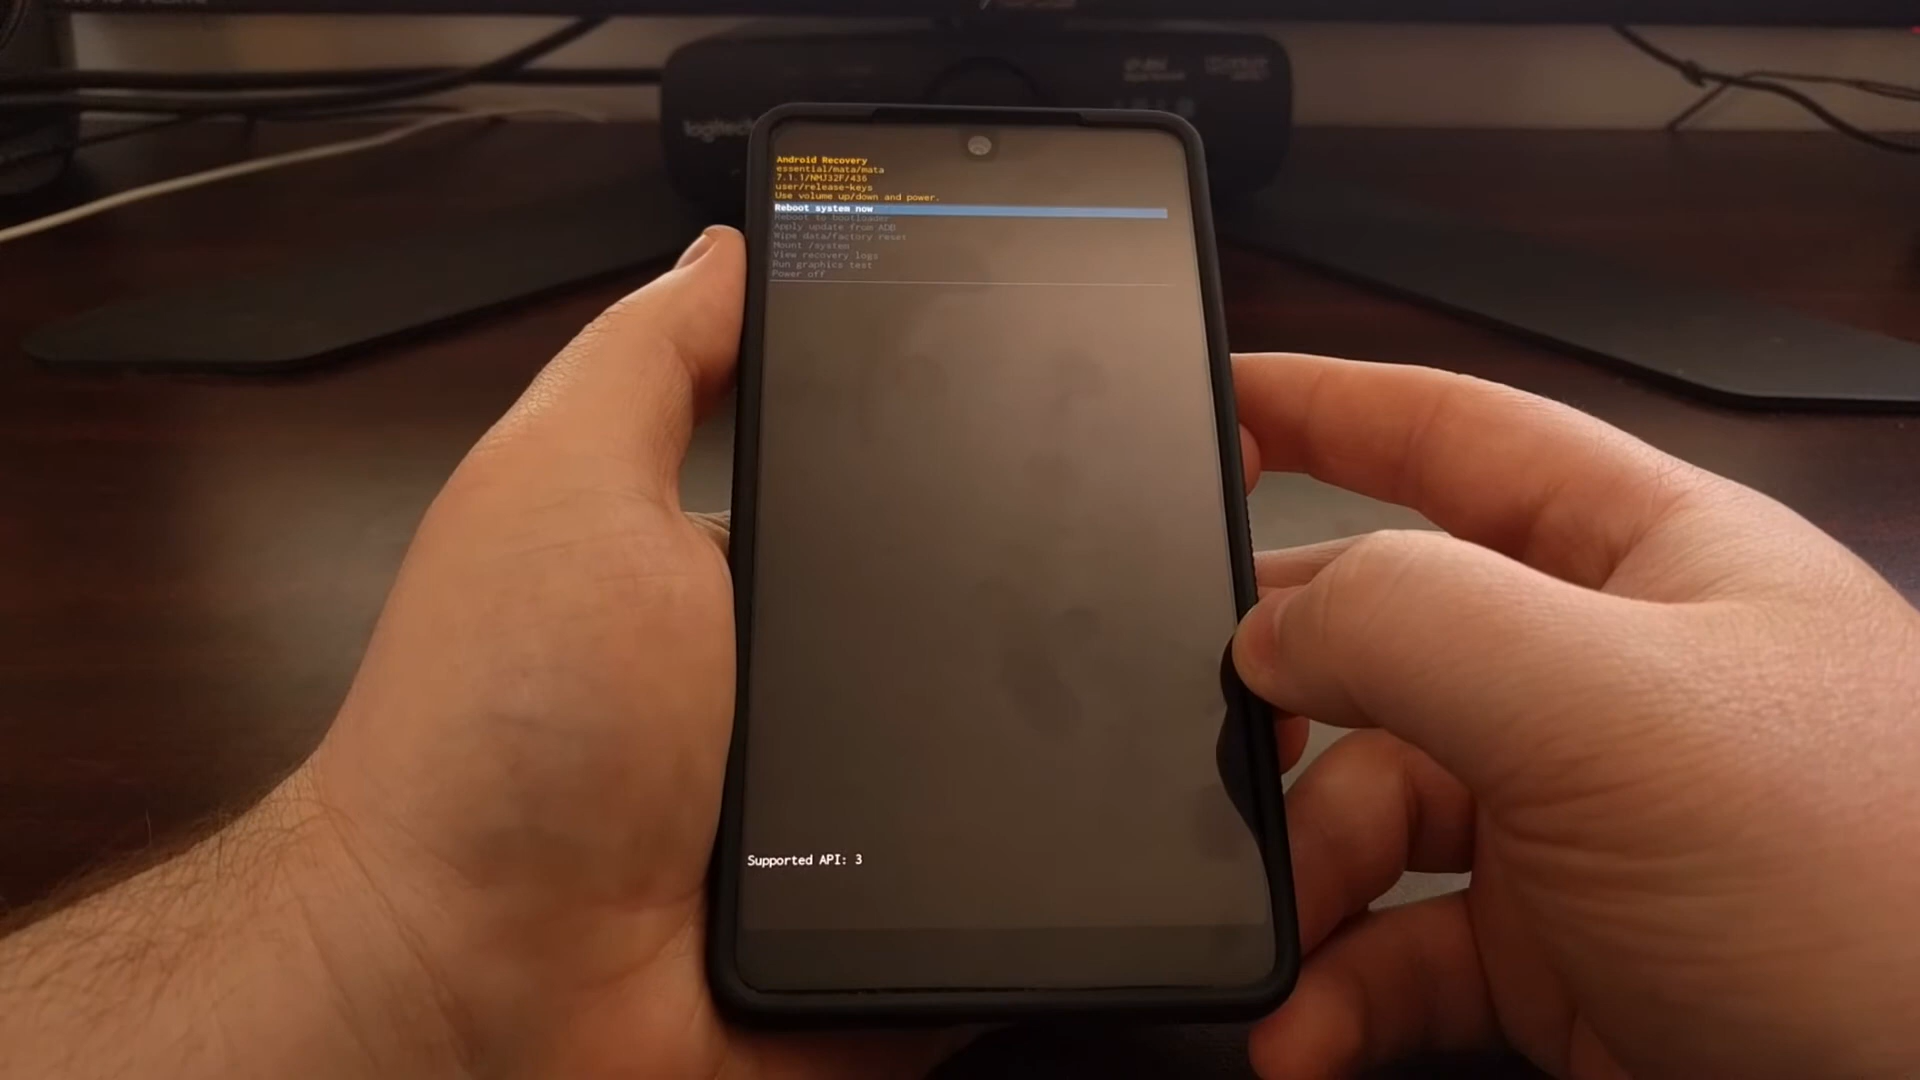 logitech
Android Recovery
essential/mata/mata
7.1.1/NMJ32F/436
user/release-keys
Use volume up/down and power.
Reboot system now
Reboot to bootloader
Apply update from ADB
Wipe data/factory reset
Mount /system
View recovery logs
Run graphics test
Power off
Supported API: 3